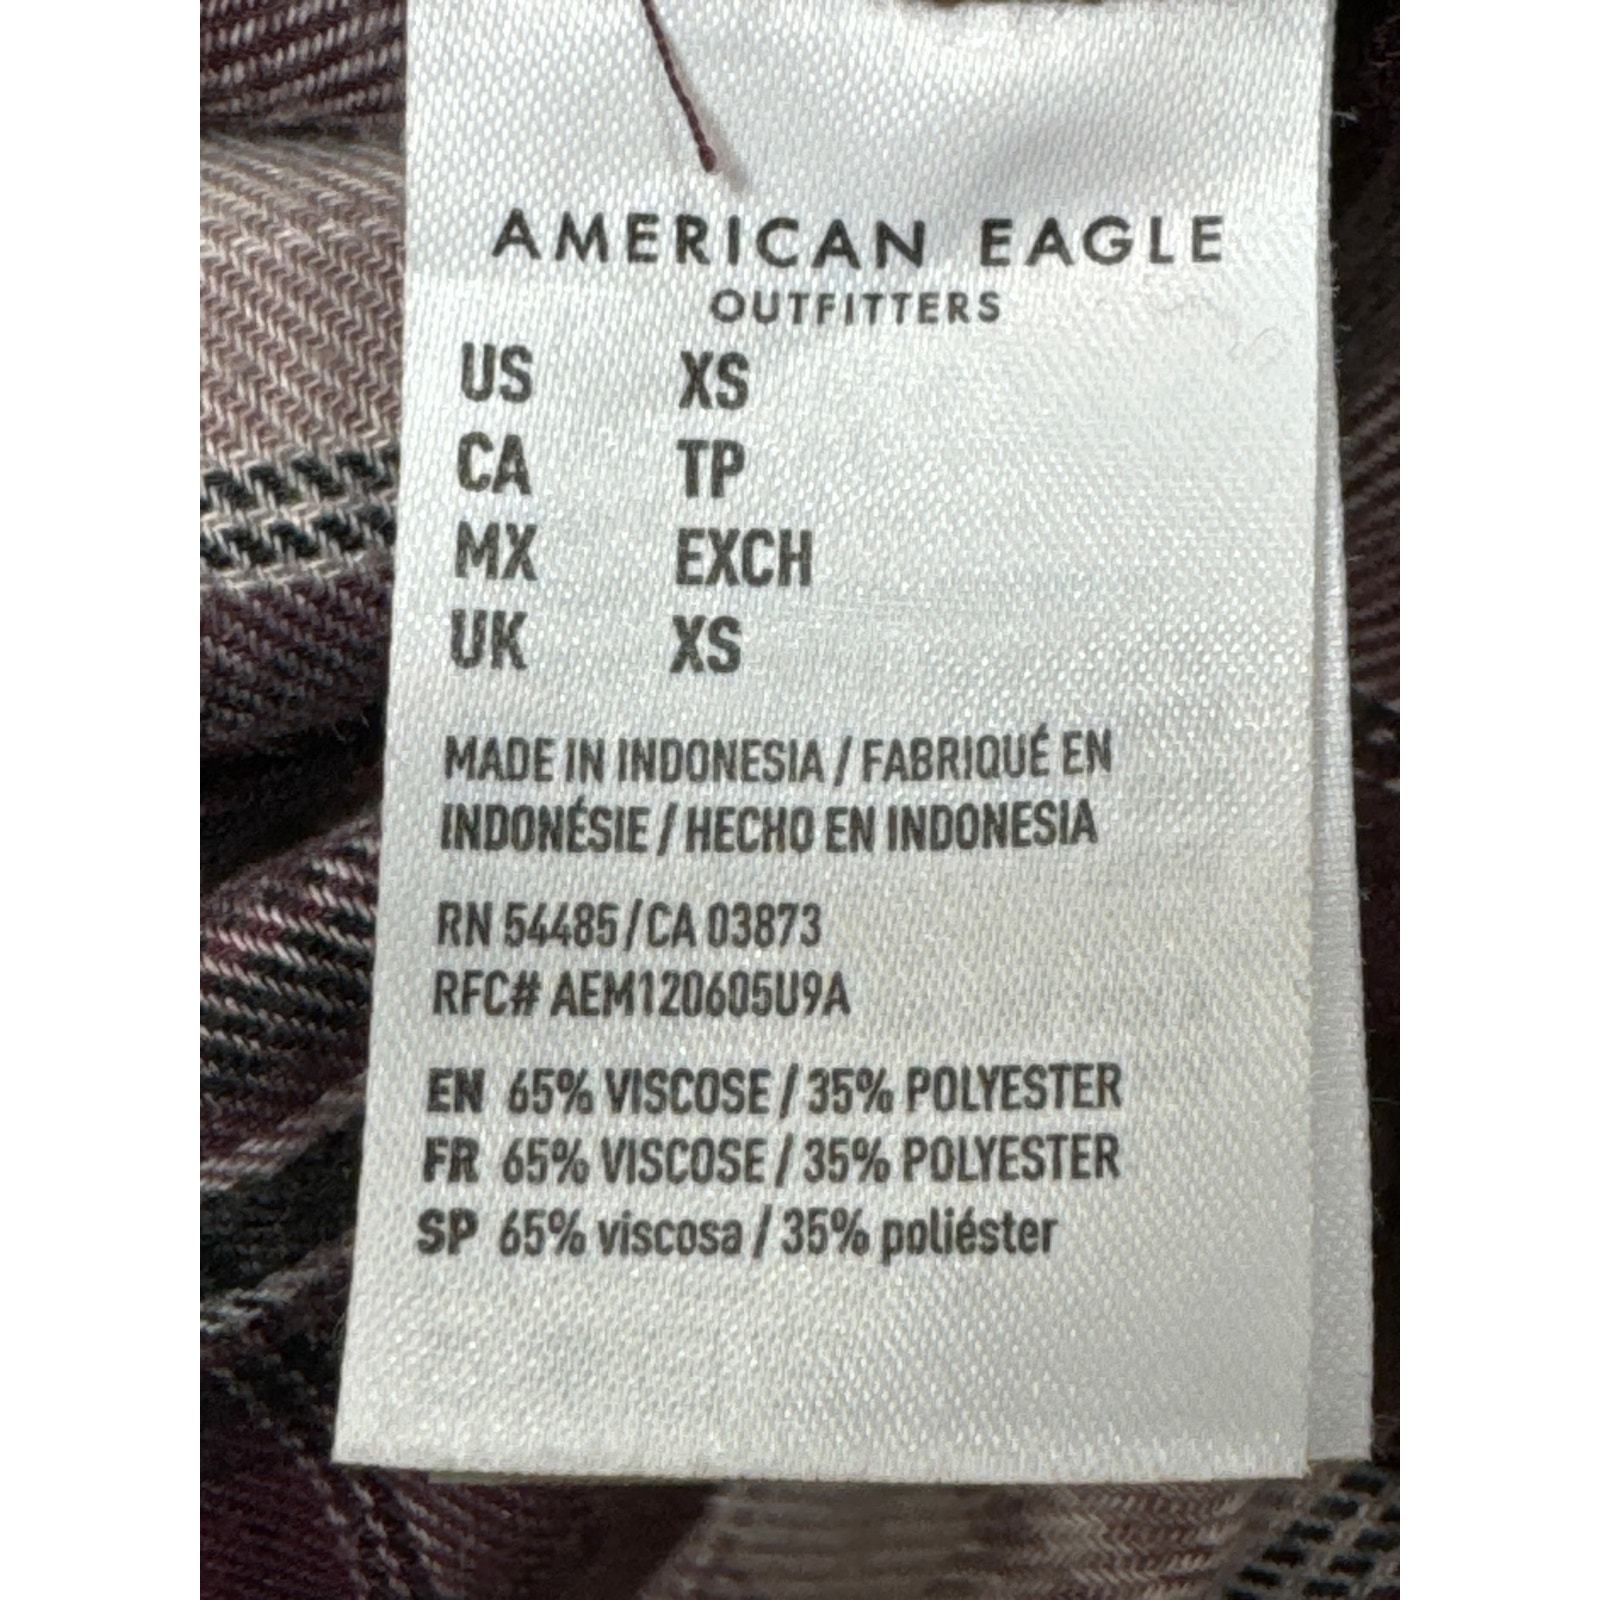 AMERICAN EAGLE
OUTFITTERS
US XS
CA TP
MX EXCH
UK XS
MADE IN INDONESIA / FABRIQUÉ EN
INDONÉSIE / HECHO EN INDONESIA
RN 54485 / CA 03873
RFC# AEM120605U9A
EN 65% VISCOSE / 35% POLYESTER
FR 65% VISCOSE / 35% POLYESTER
SP 65% viscosa / 35% poliéster